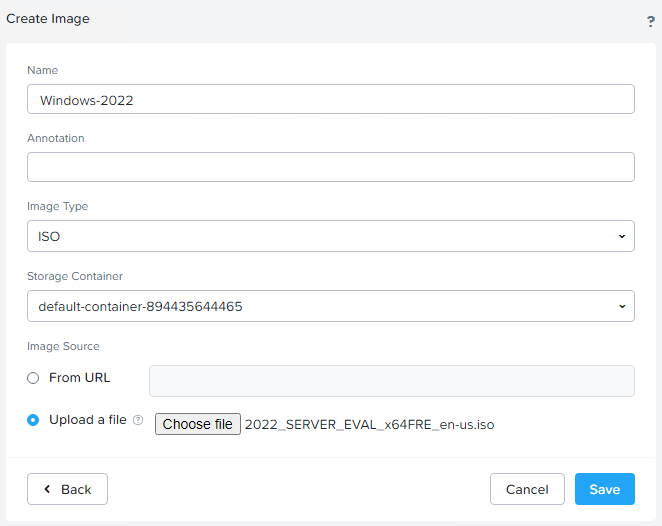 Create Image
?
Name
Windows-2022
Annotation
Image Type
ISO
Storage Container
default-container-894435644465
Image Source
From URL
Upload a file ? Choose file 2022_SERVER_EVAL_x64FRE_en-us.iso
Back Cancel Save